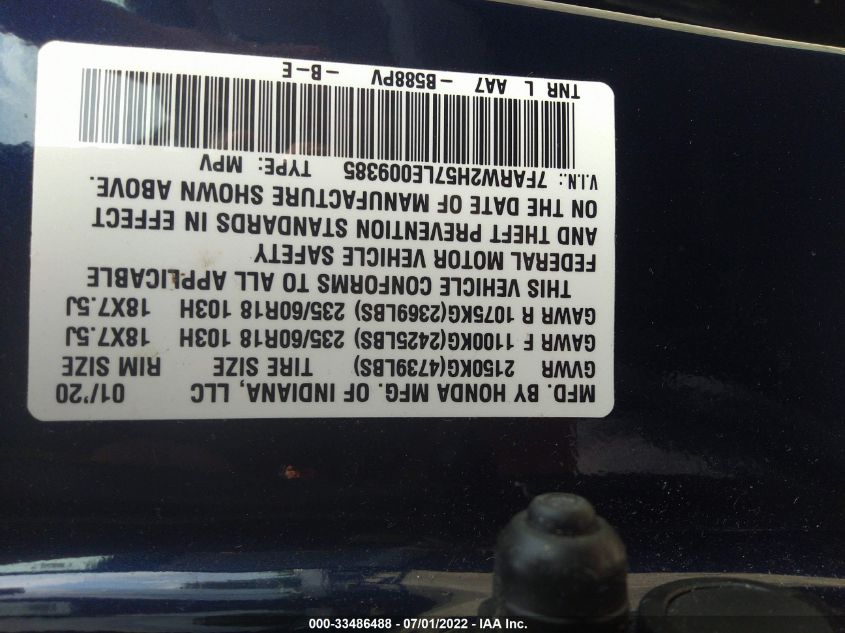 MFD. BY HONDA MFG. OF INDIANA, LLC 01/'20
GVWR 2150KG(4739LBS) TIRE SIZE RIM SIZE
GAWR F 1100KG(2425LBS) 235/60R18 103H 18X7.5J
GAWR R 1075KG(2369LBS) 235/60R18 103H 18X7.5J
THIS VEHICLE CONFORMS TO ALL APPLICABLE
FEDERAL MOTOR VEHICLE SAFETY
AND THEFT PREVENTION STANDARDS IN EFFECT
ON THE DATE OF MANUFACTURE SHOWN ABOVE.
V.I.N.: 7FARW2H57LE009385 TYPE: MPV
TNR L AA7 -B588PV -B-E
000-33486488 - 07/01/2022 - IAA Inc.